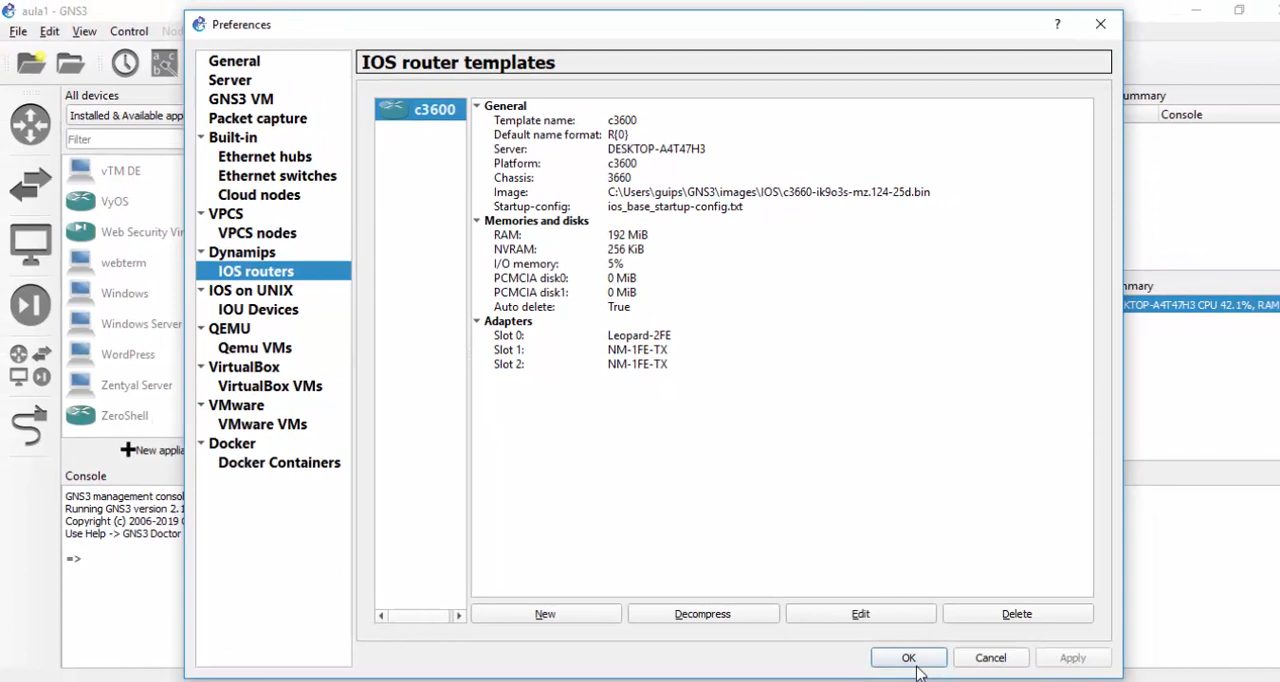 aula1 - GNS3
File Edit View Control
All devices
Installed & Available app
Filter
vTM DE
VyOS
Web Security Vir
webterm
Windows
Windows Server
WordPress
Zentyal Server
ZeroShell
New applia
Console
GNS3 management consol
Running GNS3 version 2.1
Copyright (c) 2006-2019
Use Help -> GNS3 Doctor
=>
Preferences
?
General
Server
GNS3 VM
Packet capture
Built-in
Ethernet hubs
Ethernet switches
Cloud nodes
VPCS
VPCS nodes
Dynamips
IOS routers
IOS on UNIX
IOU Devices
QEMU
Qemu VMs
VirtualBox
VirtualBox VMs
VMware
VMware VMs
Docker
Docker Containers
IOS router templates
c3600
General
Template name: c3600
Default name format: R{0}
Server: DESKTOP-A4T47H3
Platform: c3600
Chassis: 3660
Image: C:\Users\guips\GNS3\images\IOS\c3660-ik9o3s-mz.124-25d.bin
Startup-config: ios_base_startup-config.txt
Memories and disks
RAM: 192 MiB
NVRAM: 256 KiB
I/O memory: 5%
PCMCIA disk0: 0 MiB
PCMCIA disk1: 0 MiB
Auto delete: True
Adapters
Slot 0: Leopard-2FE
Slot 1: NM-1FE-TX
Slot 2: NM-1FE-TX
New Decompress Edit Delete
OK Cancel Apply
ummary
Console
mmary
KTOP-A4T47H3 CPU 42.1%, RAM